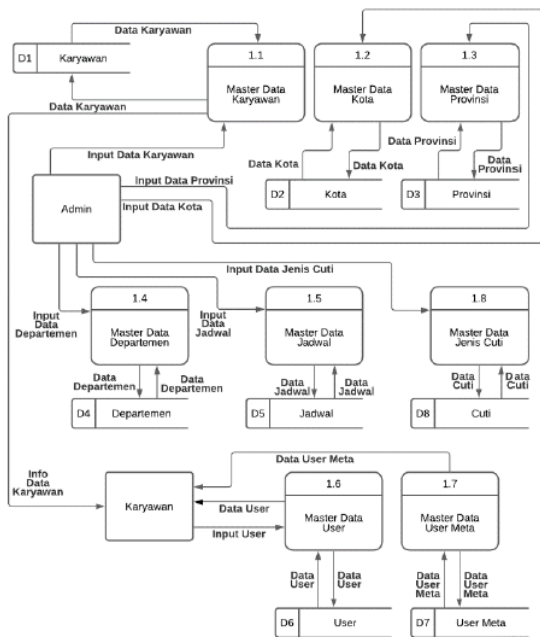 Data Karyawan
D1
Karyawan
1.1
Master Data
Karyawan
1.2
Master Data
Kota
1.3
Master Data
Provinsi
Data Karyawan
Input Data Karyawan
Data Provinsi
Data Kota
Data Kota
Data
Provinsi
Admin
Input Data Provinsi
Input Data Kota
D2
Kota
D3
Provinsi
Input Data Jenis Cuti
Input
Data
Departemen
1.4
Master Data
Departemen
Input
Data
Jadwal
1.5
Master Data
Jadwal
1.8
Master Data
Jenis Cuti
Data
Departemen
Data
Departemen
Data
Jadwal
Data
Jadwal
Data
Cuti
Data
Cuti
D4
Departemen
D5
Jadwal
D8
Cuti
Info
Data
Karyawan
Karyawan
Data User Meta
Data User
Input User
1.6
Master Data
User
1.7
Master Data
User Meta
Data
User
Data
User
Data
User
Meta
Data
User
Meta
D6
User
D7
User Meta